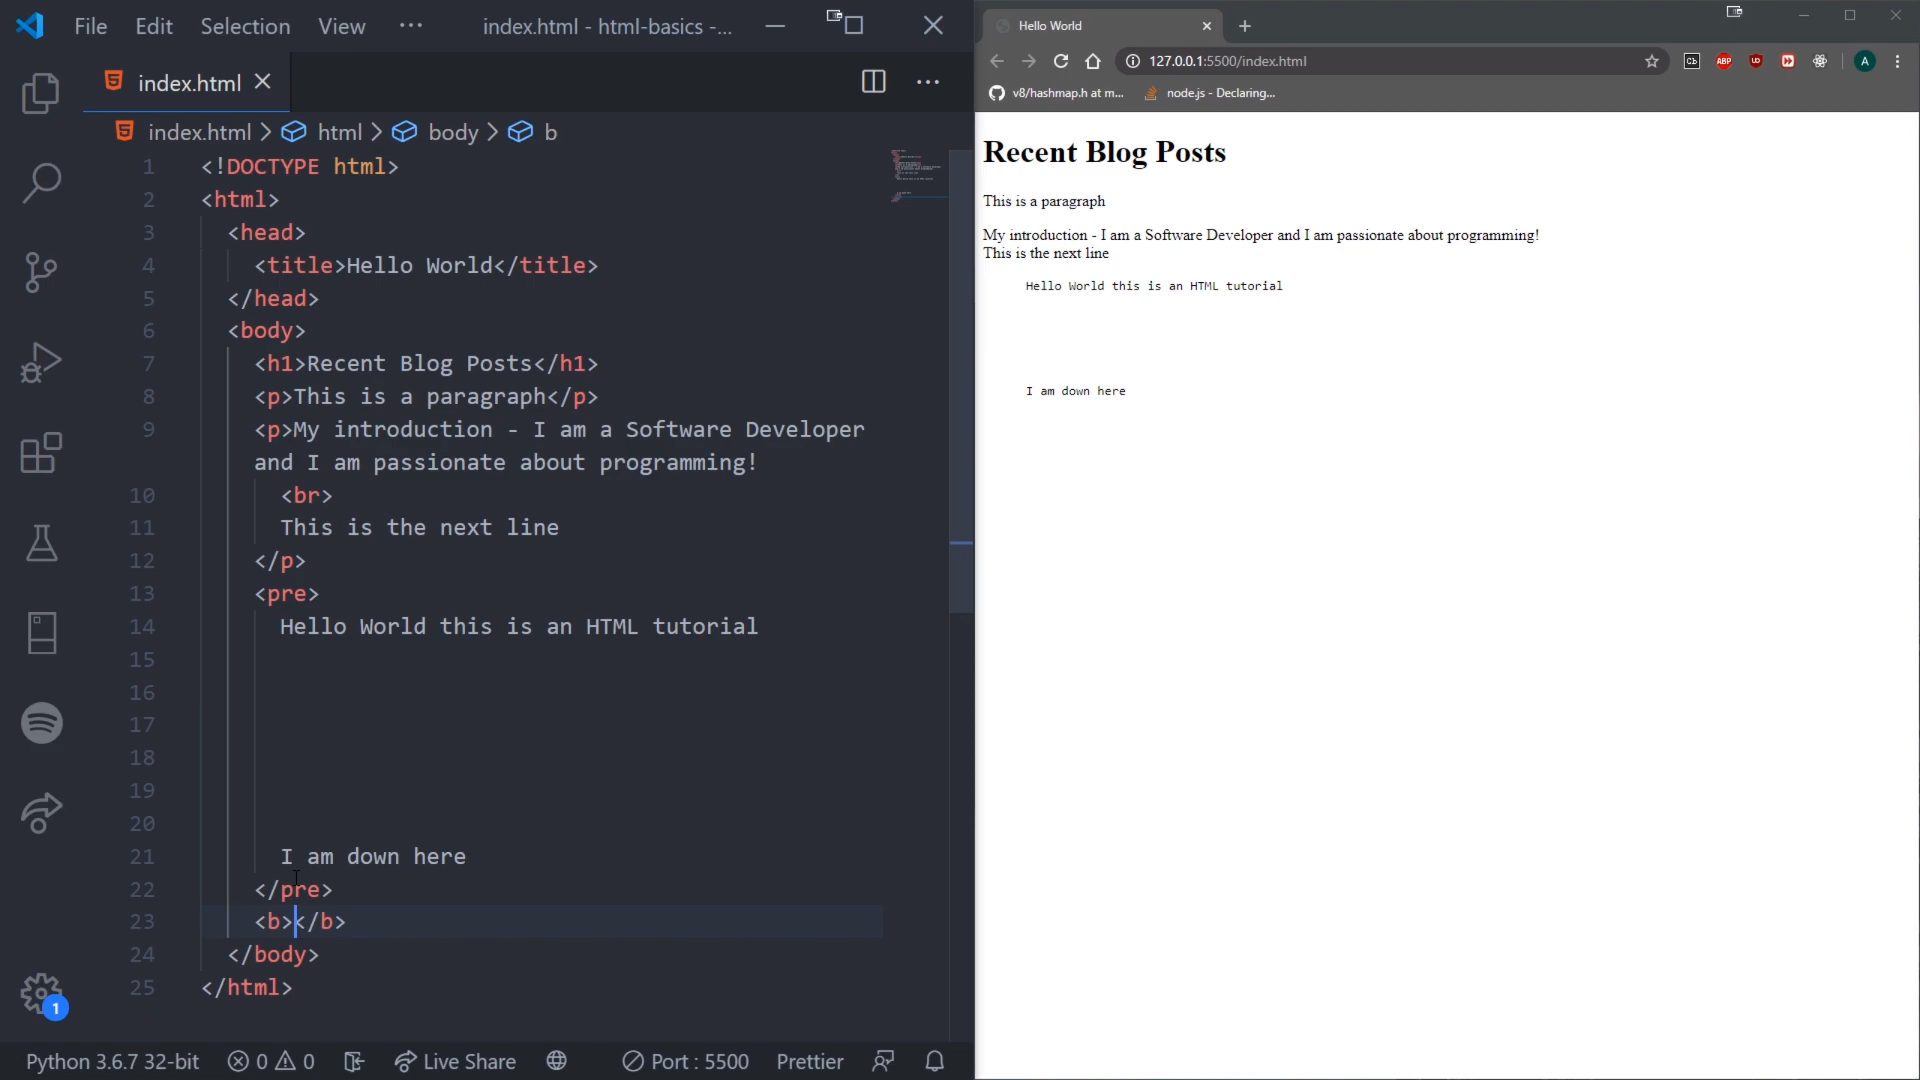 File Edit Selection View ··· index.html - html-basics -...
index.html
index.html > html > body > b
1 <!DOCTYPE html>
2 <html>
3 <head>
4 <title>Hello World</title>
5 </head>
6 <body>
7 <h1>Recent Blog Posts</h1>
8 <p>This is a paragraph</p>
9 <p>My introduction - I am a Software Developer
and I am passionate about programming!
10 <br>
11 This is the next line
12 </p>
13 <pre>
14 Hello World this is an HTML tutorial
15
16
17
18
19
20
21 I am down here
22 </pre>
23 <b></b>
24 </body>
25 </html>
1
Python 3.6.7 32-bit 0 0 Live Share Port : 5500 Prettier
Hello World
127.0.0.1:5500/index.html
ABP
A
v8/hashmap.h at m... node.js - Declaring...
Recent Blog Posts
This is a paragraph
My introduction - I am a Software Developer and I am passionate about programming!
This is the next line
Hello World this is an HTML tutorial
I am down here